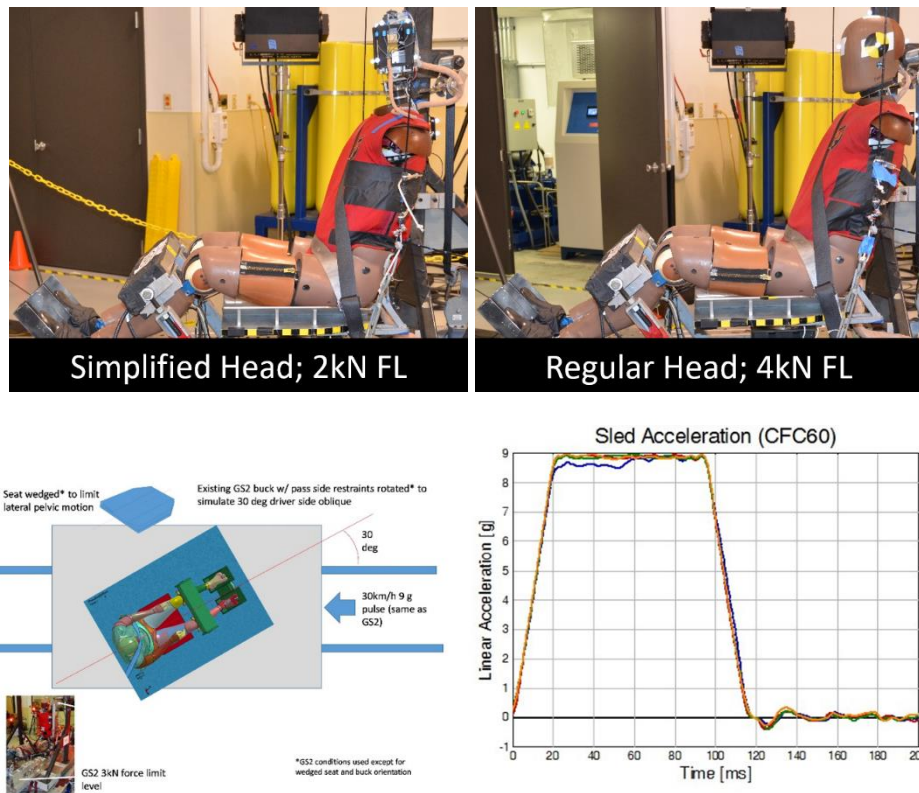 Simplified Head; 2kN FL
Regular Head; 4kN FL
Seat wedged* to limit
lateral pelvic motion
Existing GS2 buck w/ pass side restraints rotated* to
simulate 30 deg driver side oblique
30
deg
30km/h 9 g
pulse (same as
GS2)
GS2 3kN force limit
level
*GS2 conditions used except for
wedged seat and buck orientation
Sled Acceleration (CFC60)
Linear Acceleration [g]
9
8
7
6
5
4
3
2
1
0
-1
0 20 40 60 80 100 120 140 160 180 200
Time [ms]